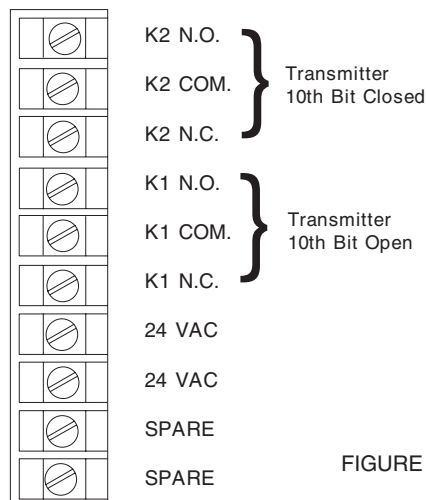 K2 N.O.
K2 COM.
K2 N.C.
Transmitter
10th Bit Closed
K1 N.O.
K1 COM.
K1 N.C.
Transmitter
10th Bit Open
24 VAC
24 VAC
SPARE
SPARE
FIGURE